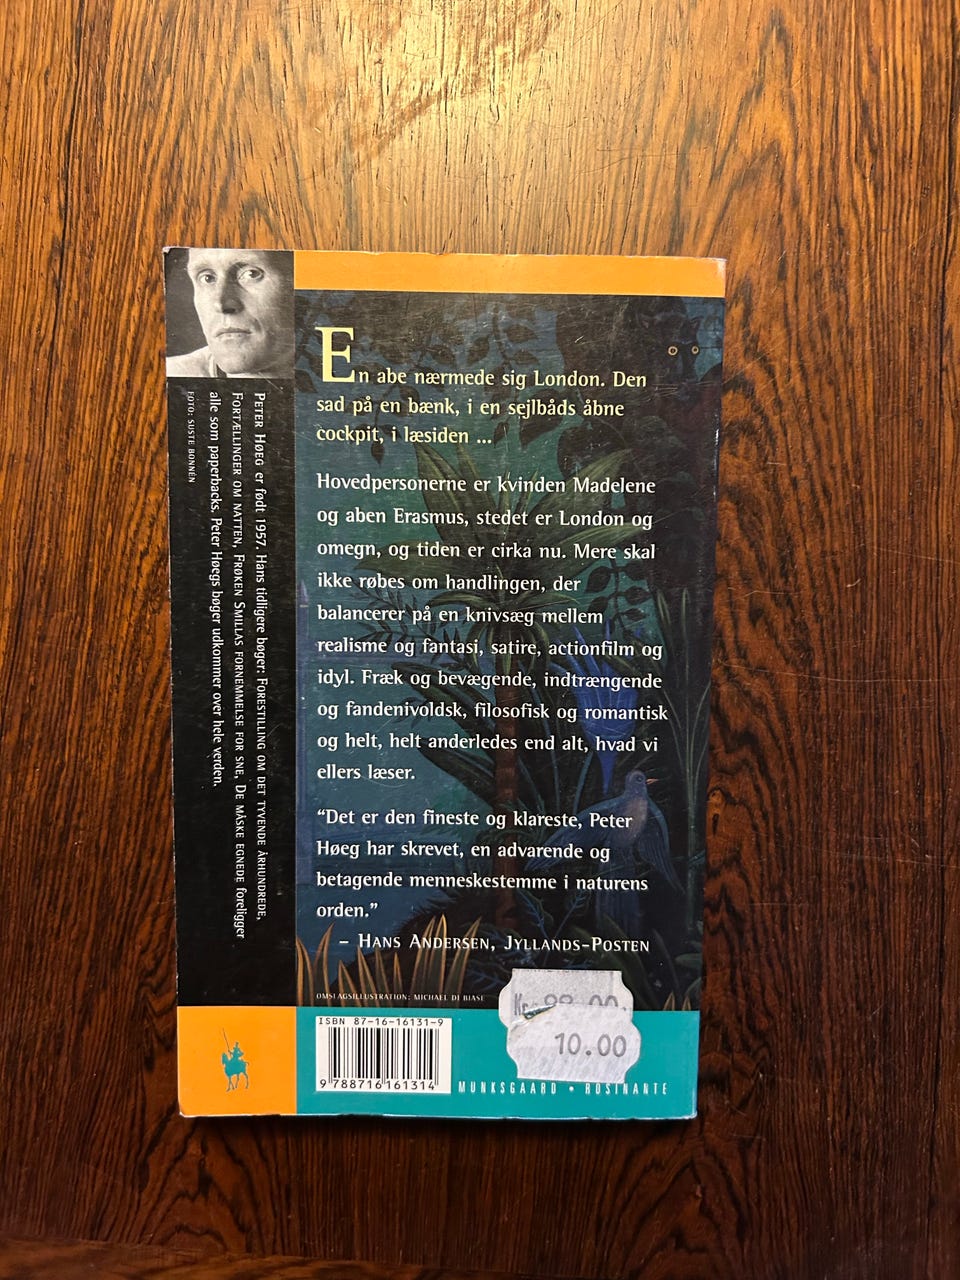 En abe nærmede sig London. Den
sad på en bænk, i en sejlbåds åbne
cockpit, i læsiden ...
Hovedpersonerne er kvinden Madelene
og aben Erasmus, stedet er London og
omegn, og tiden er cirka nu. Mere skal
ikke røbes om handlingen, der
balancerer på en knivsæg mellem
realisme og fantasi, satire, actionfilm og
idyl. Fræk og bevægende, indtrængende
og fandenivoldsk, filosofisk og romantisk
og helt, helt anderledes end alt, hvad vi
ellers læser.
“Det er den fineste og klareste, Peter
Høeg har skrevet, en advarende og
betagende menneskestemme i naturens
orden.”
– HANS ANDERSEN, JYLLANDS-POSTEN
OMSLAGSILLUSTRATION: MICHAEL DI BIASE
PETER HØEG er født 1957. Hans tidligere bøger: FORESTILLING OM DET TYVENDE ÅRHUNDREDE,
FORTÆLLINGER OM NATTEN, FRØKEN SMILLAS FORNEMMELSE FOR SNE, DE MÅSKE EGNEDE foreligger
alle som paperbacks. Peter Høegs bøger udkommer over hele verden.
FOTO: SUSTE BONNÉN
ISBN 87-16-16131-9
9 788716 161314
10.00
MUNKSGAARD • ROSINANTE